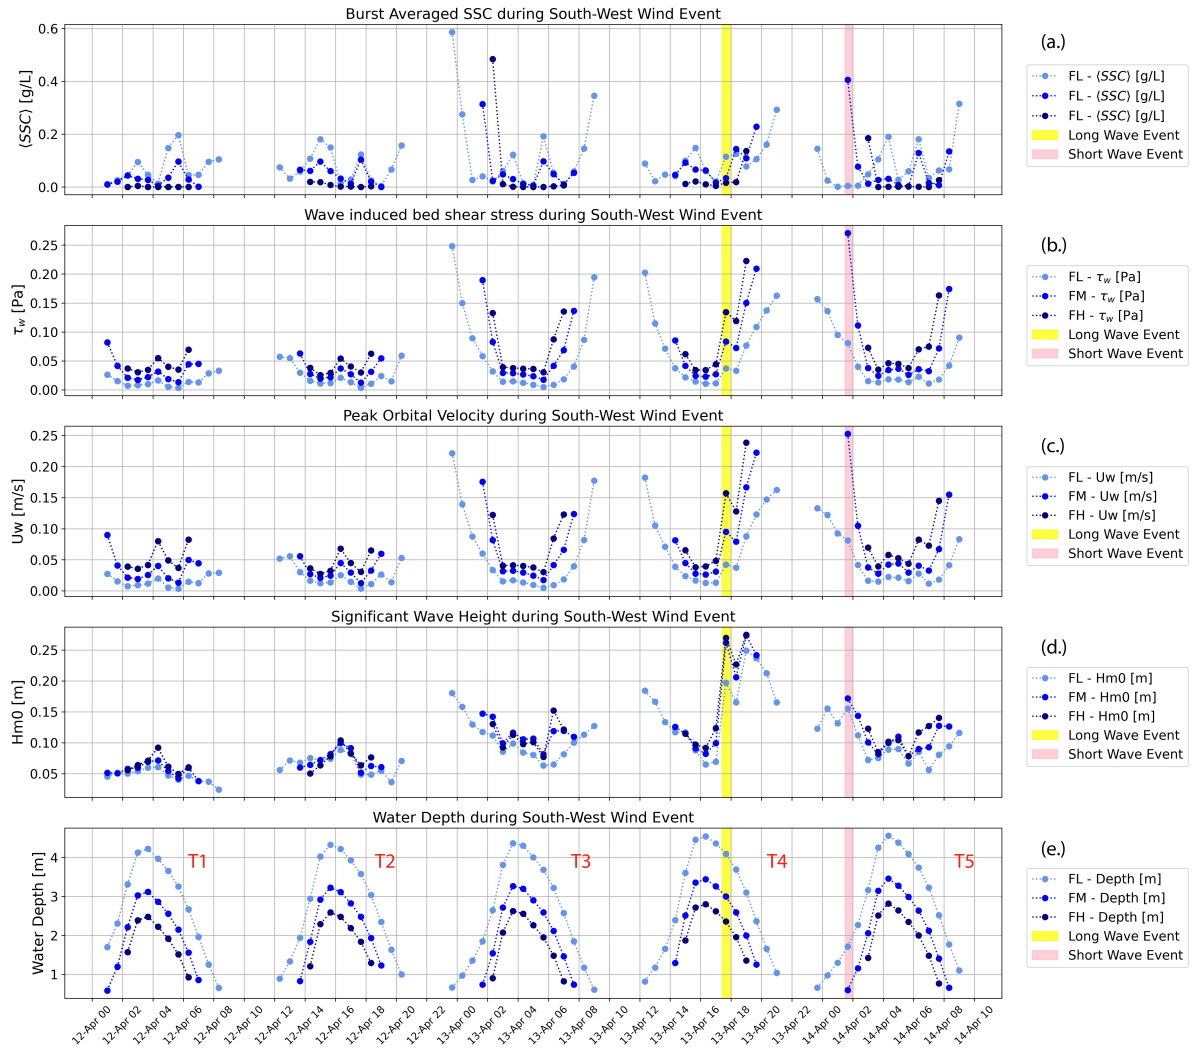 Burst Averaged SSC during South-West Wind Event
⟨SSC⟩ [g/L]
0.6
0.4
0.2
0.0
(a.)
FL - ⟨SSC⟩ [g/L]
FL - ⟨SSC⟩ [g/L]
FL - ⟨SSC⟩ [g/L]
Long Wave Event
Short Wave Event
Wave induced bed shear stress during South-West Wind Event
τw [Pa]
0.25
0.20
0.15
0.10
0.05
0.00
(b.)
FL - τw [Pa]
FM - τw [Pa]
FH - τw [Pa]
Long Wave Event
Short Wave Event
Peak Orbital Velocity during South-West Wind Event
Uw [m/s]
0.25
0.20
0.15
0.10
0.05
0.00
(c.)
FL - Uw [m/s]
FM - Uw [m/s]
FH - Uw [m/s]
Long Wave Event
Short Wave Event
Significant Wave Height during South-West Wind Event
Hm0 [m]
0.25
0.20
0.15
0.10
0.05
(d.)
FL - Hm0 [m]
FM - Hm0 [m]
FH - Hm0 [m]
Long Wave Event
Short Wave Event
Water Depth during South-West Wind Event
Water Depth [m]
4
3
2
1
T1
T2
T3
T4
T5
(e.)
FL - Depth [m]
FM - Depth [m]
FH - Depth [m]
Long Wave Event
Short Wave Event
12-Apr 00
12-Apr 02
12-Apr 04
12-Apr 06
12-Apr 08
12-Apr 10
12-Apr 12
12-Apr 14
12-Apr 16
12-Apr 18
12-Apr 20
12-Apr 22
13-Apr 00
13-Apr 02
13-Apr 04
13-Apr 06
13-Apr 08
13-Apr 10
13-Apr 12
13-Apr 14
13-Apr 16
13-Apr 18
13-Apr 20
13-Apr 22
14-Apr 00
14-Apr 02
14-Apr 04
14-Apr 06
14-Apr 08
14-Apr 10